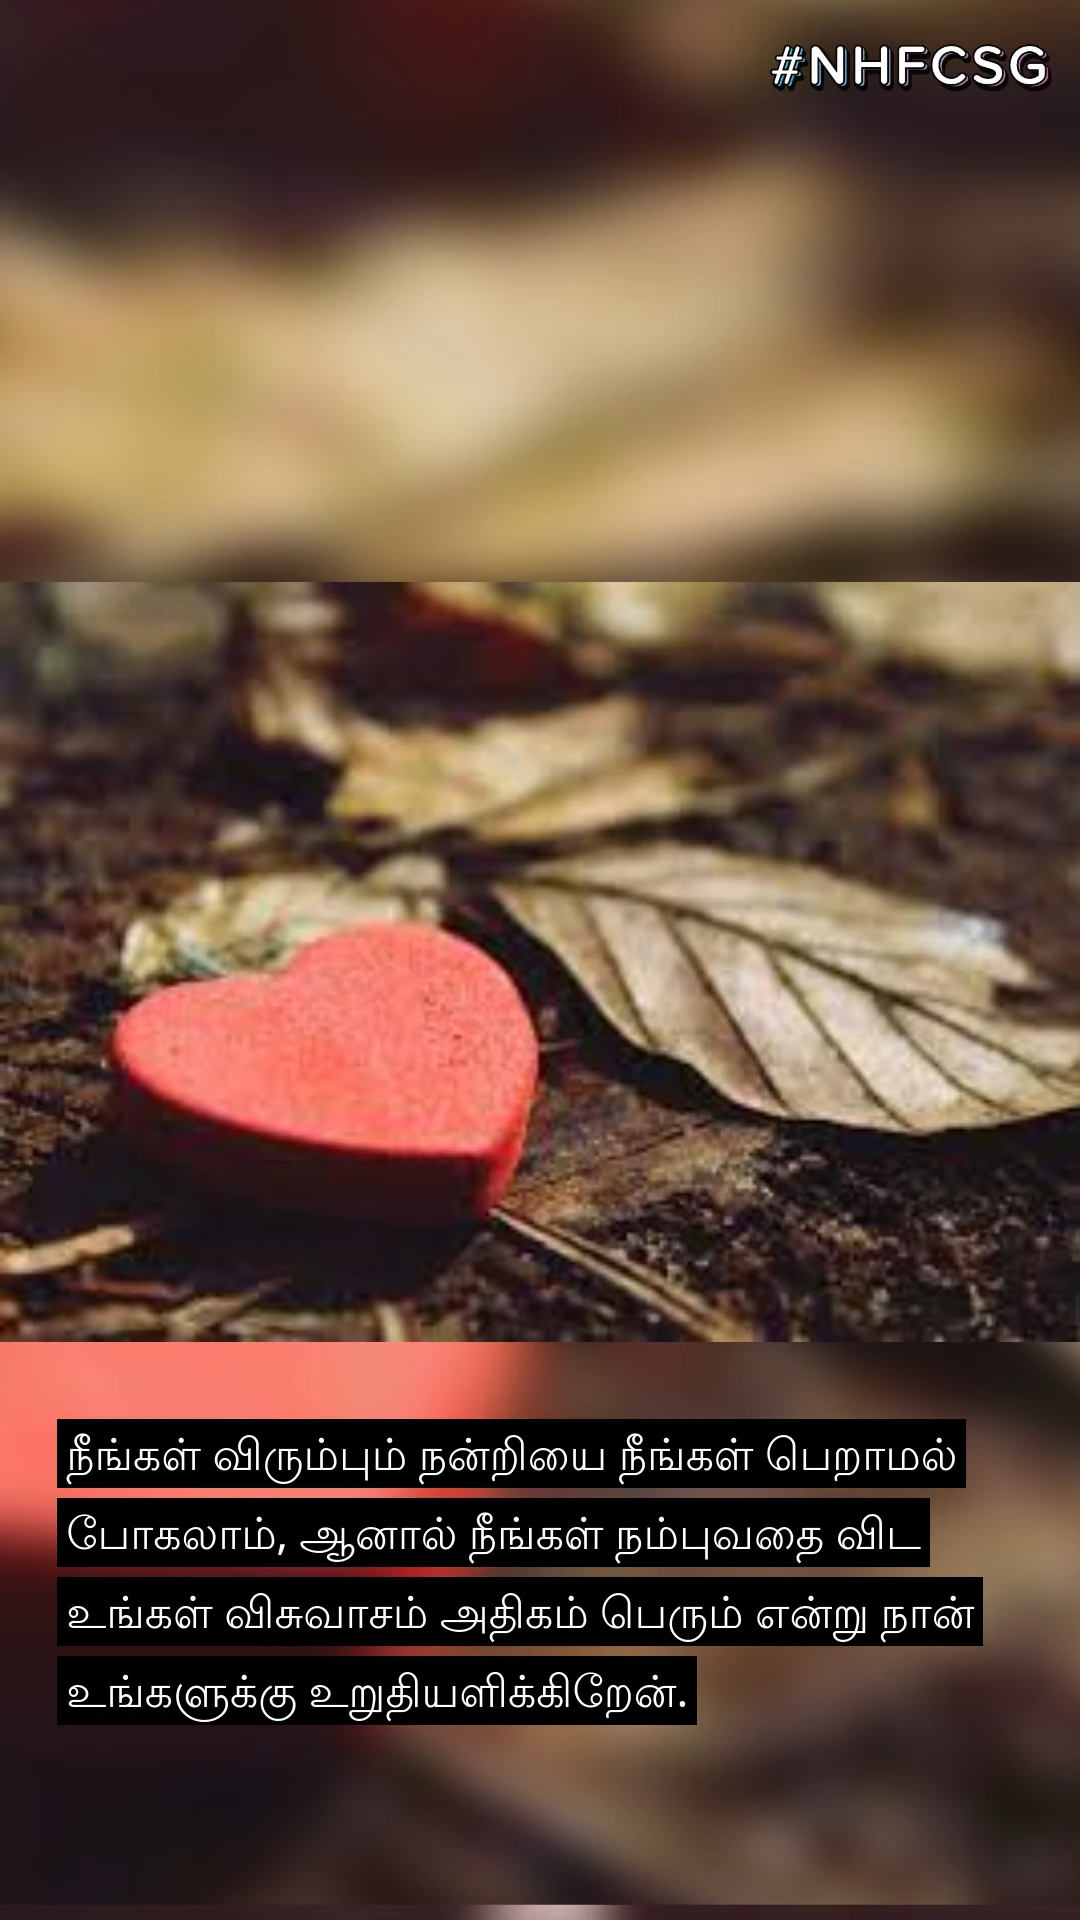 #NHFCSG
நீங்கள் விரும்பும் நன்றியை நீங்கள் பெறாமல்
போகலாம், ஆனால் நீங்கள் நம்புவதை விட
உங்கள் விசுவாசம் அதிகம் பெரும் என்று நான்
உங்களுக்கு உறுதியளிக்கிறேன்.